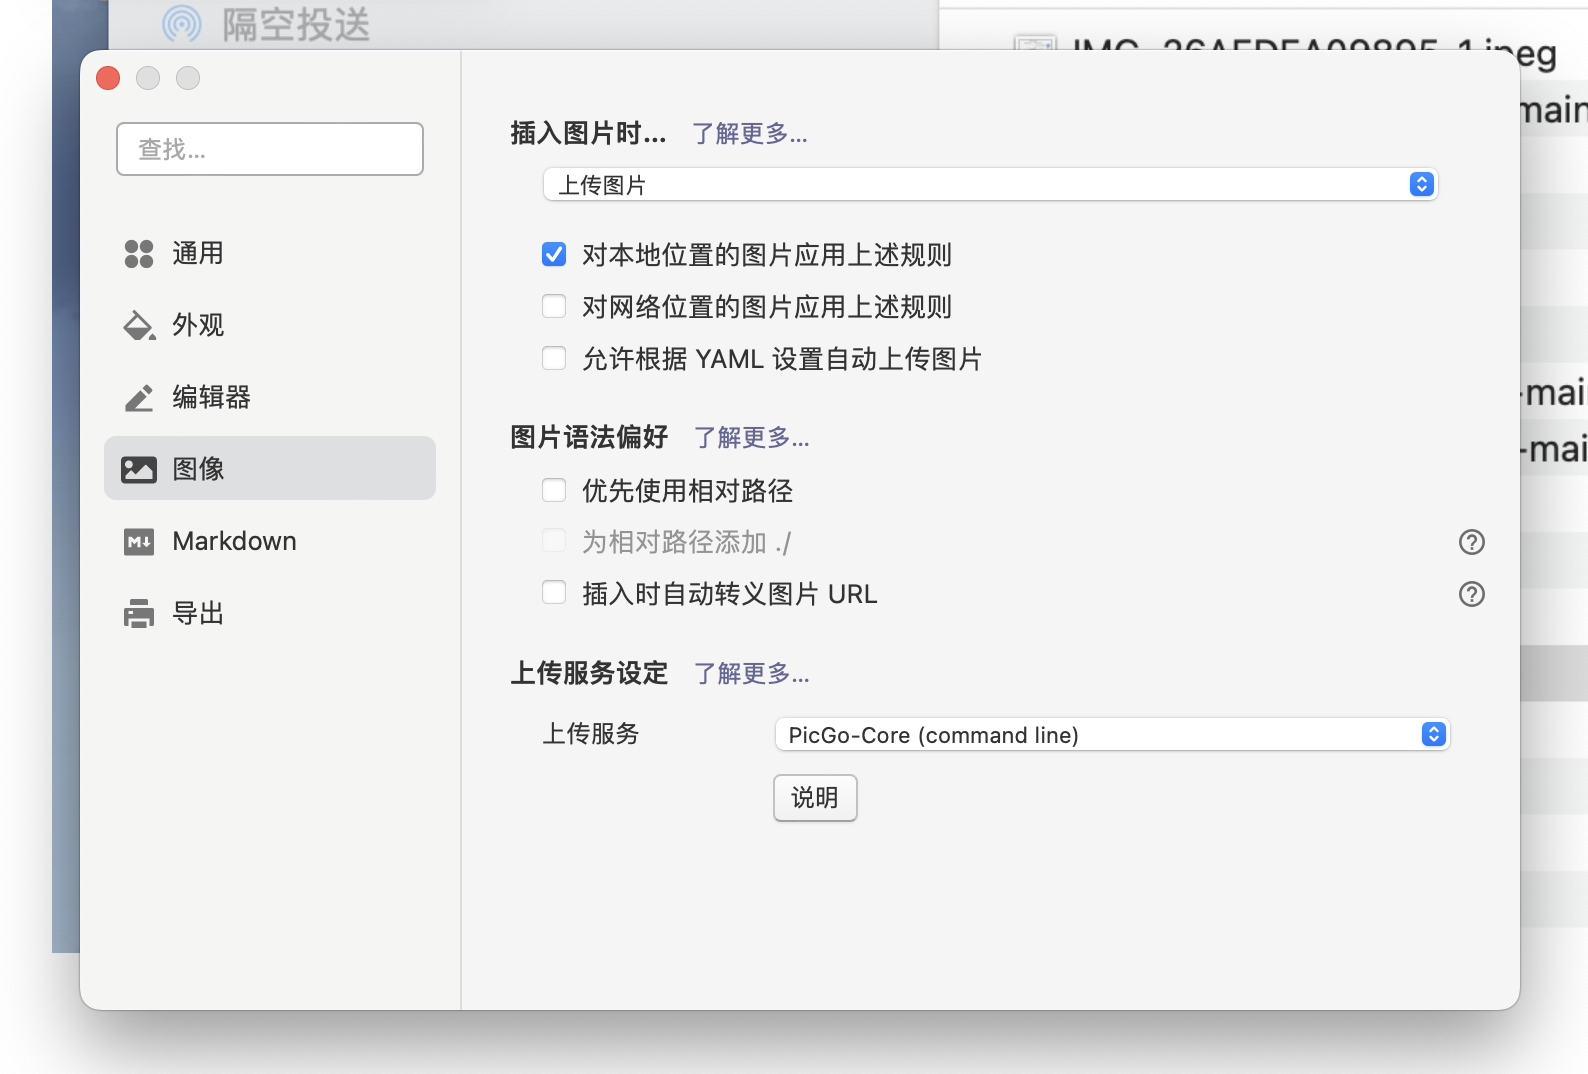 隔空投送
查找...
通用
外观
编辑器
图像
Markdown
导出
插入图片时... 了解更多...
上传图片
对本地位置的图片应用上述规则
对网络位置的图片应用上述规则
允许根据 YAML 设置自动上传图片
图片语法偏好 了解更多...
优先使用相对路径
为相对路径添加 ./
插入时自动转义图片 URL
上传服务设定 了解更多...
上传服务 PicGo-Core (command line)
说明
main
-mai
-mai